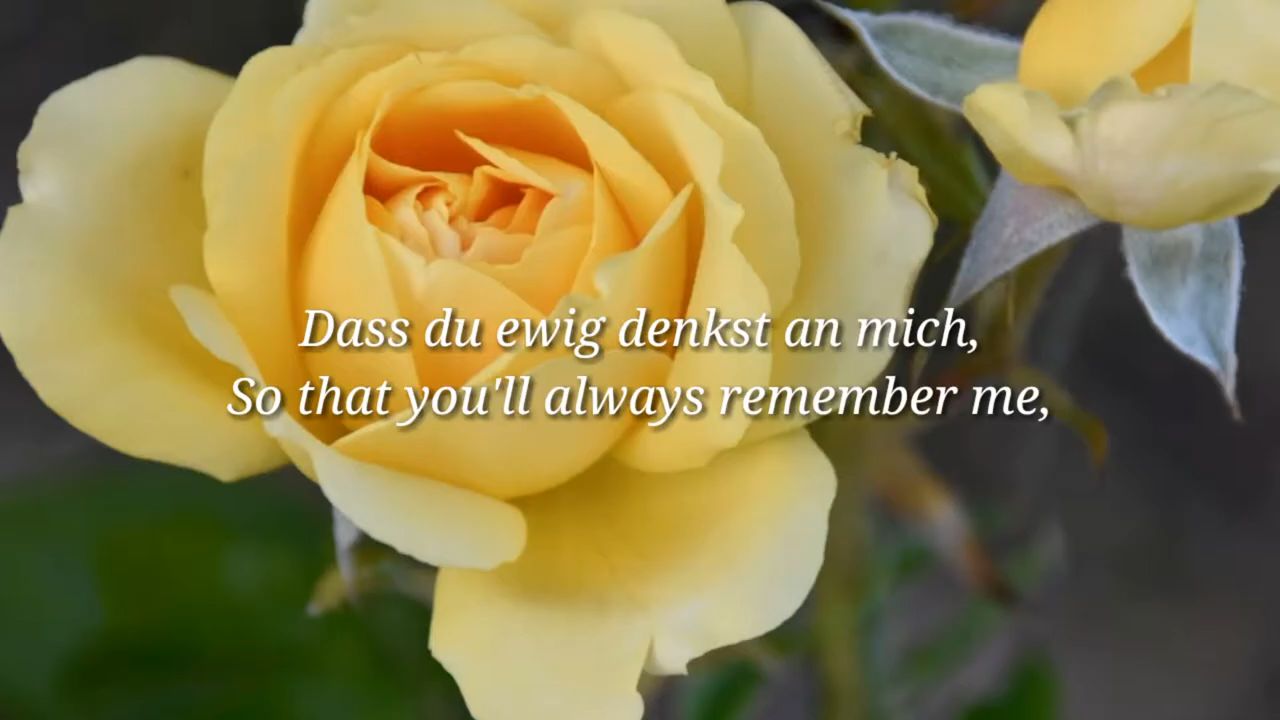 Dass du ewig denkst an mich,
So that you'll always remember me,